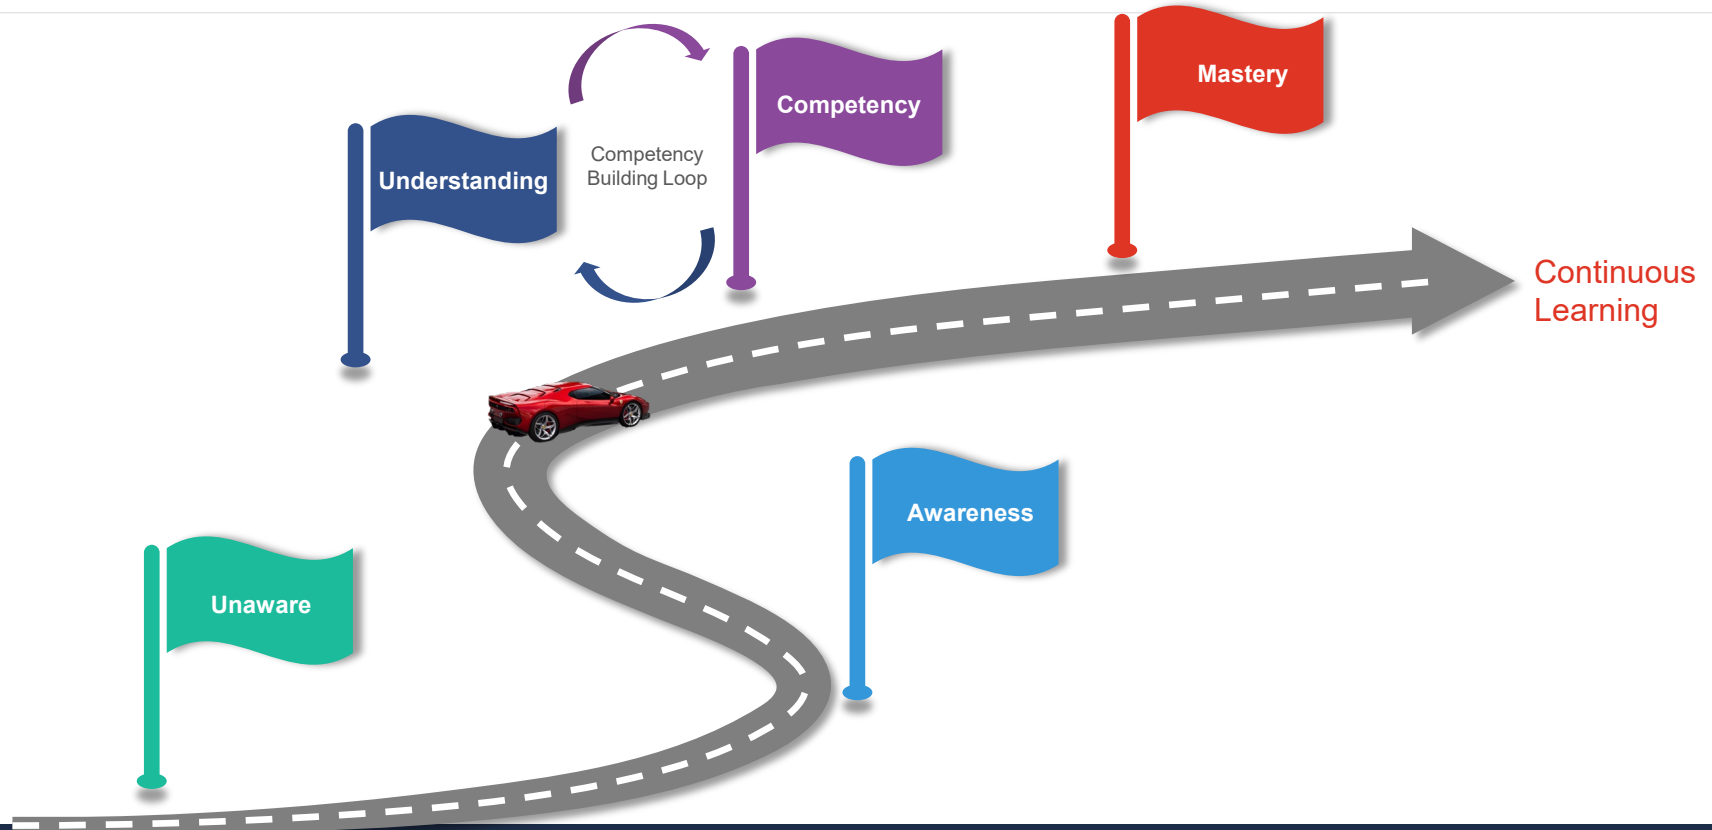 Mastery
Competency
Understanding
Competency
Building Loop
Continuous
Learning
Awareness
Unaware